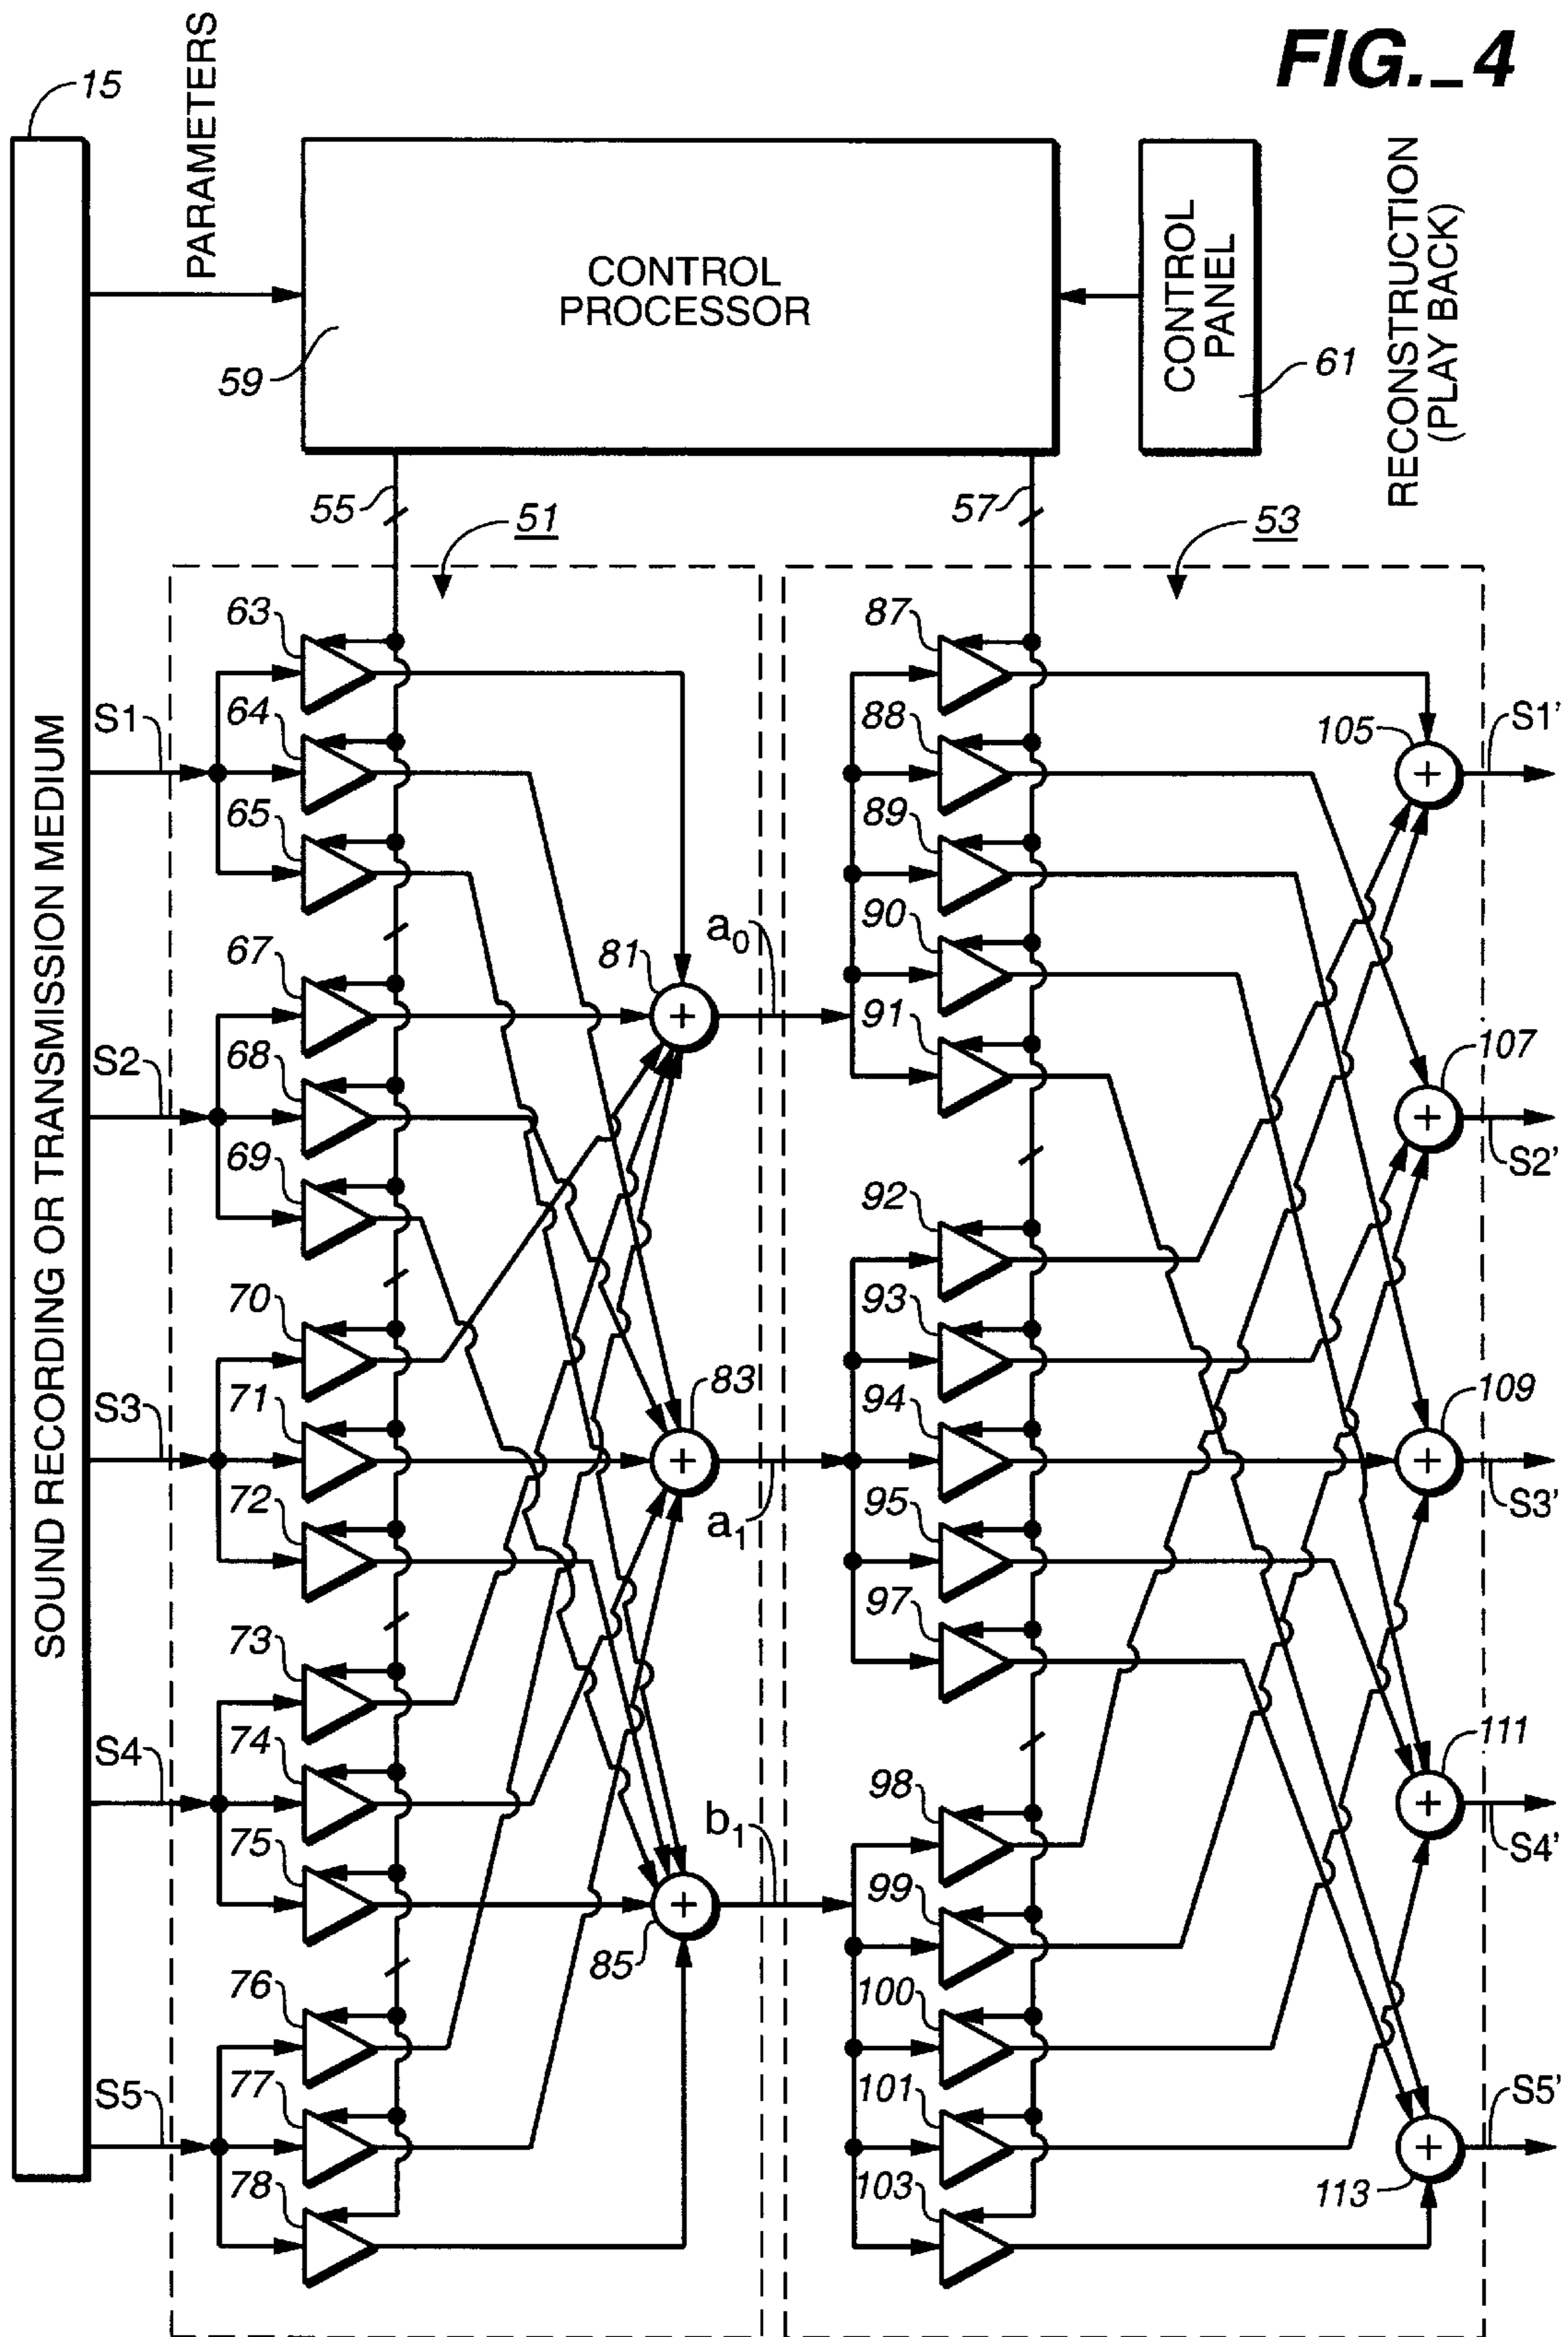 FIG._4
15
PARAMETERS
CONTROL
PROCESSOR
59
CONTROL
PANEL
61
RECONSTRUCTION
(PLAY BACK)
SOUND RECORDING OR TRANSMISSION MEDIUM
55
51
57
53
63
64
65
67
68
69
70
71
72
73
74
75
76
77
78
S1
S2
S3
S4
S5
81
83
85
a0
a1
b1
87
88
89
90
91
92
93
94
95
97
98
99
100
101
103
105
107
109
111
113
S1'
S2'
S3'
S4'
S5'